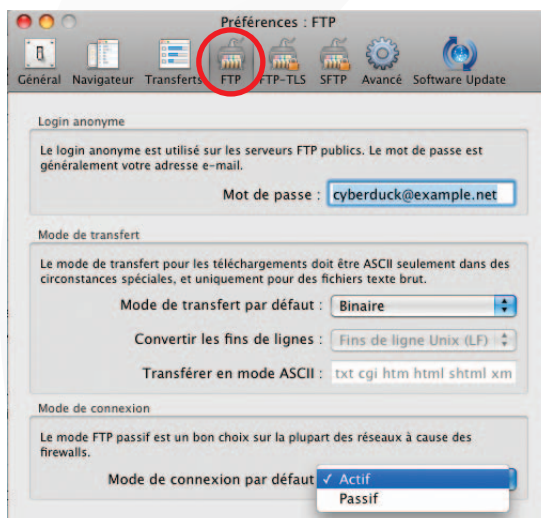 Préférences : FTP
Général Navigateur Transferts FTP FTP-TLS SFTP Avancé Software Update
Login anonyme
Le login anonyme est utilisé sur les serveurs FTP publics. Le mot de passe est
généralement votre adresse e-mail.
Mot de passe : cyberduck@example.net
Mode de transfert
Le mode de transfert pour les téléchargements doit être ASCII seulement dans des
circonstances spéciales, et uniquement pour des fichiers texte brut.
Mode de transfert par défaut : Binaire
Convertir les fins de lignes : Fins de ligne Unix (LF)
Transférer en mode ASCII : txt cgi htm html shtml xm
Mode de connexion
Le mode FTP passif est un bon choix sur la plupart des réseaux à cause des
firewalls.
Mode de connexion par défaut ✓ Actif
Passif